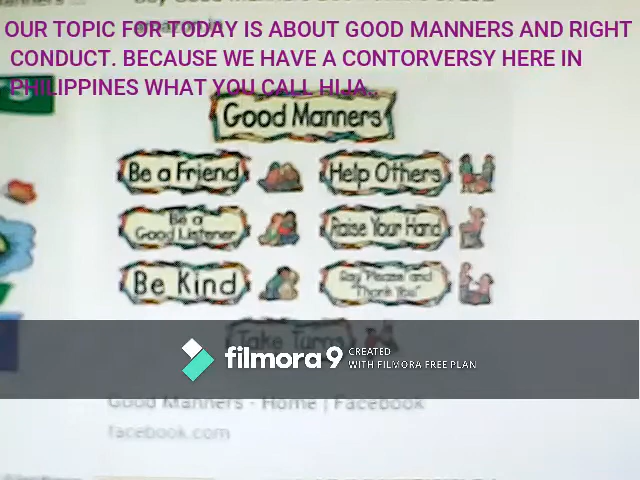 OUR TOPIC FOR TODAY IS ABOUT GOOD MANNERS AND RIGHT
CONDUCT. BECAUSE WE HAVE A CONTORVERSY HERE IN
PHILIPPINES WHAT YOU CALL HIJA..
Good Manners
Be a Friend
Help Others
Be a
Good Listener
Raise Your Hand
Be Kind
Say "Please" and
"Thank You"
Take Turns
filmora9
CREATED
WITH FILMORA FREE PLAN
Good Manners - Home | Facebook
facebook.com